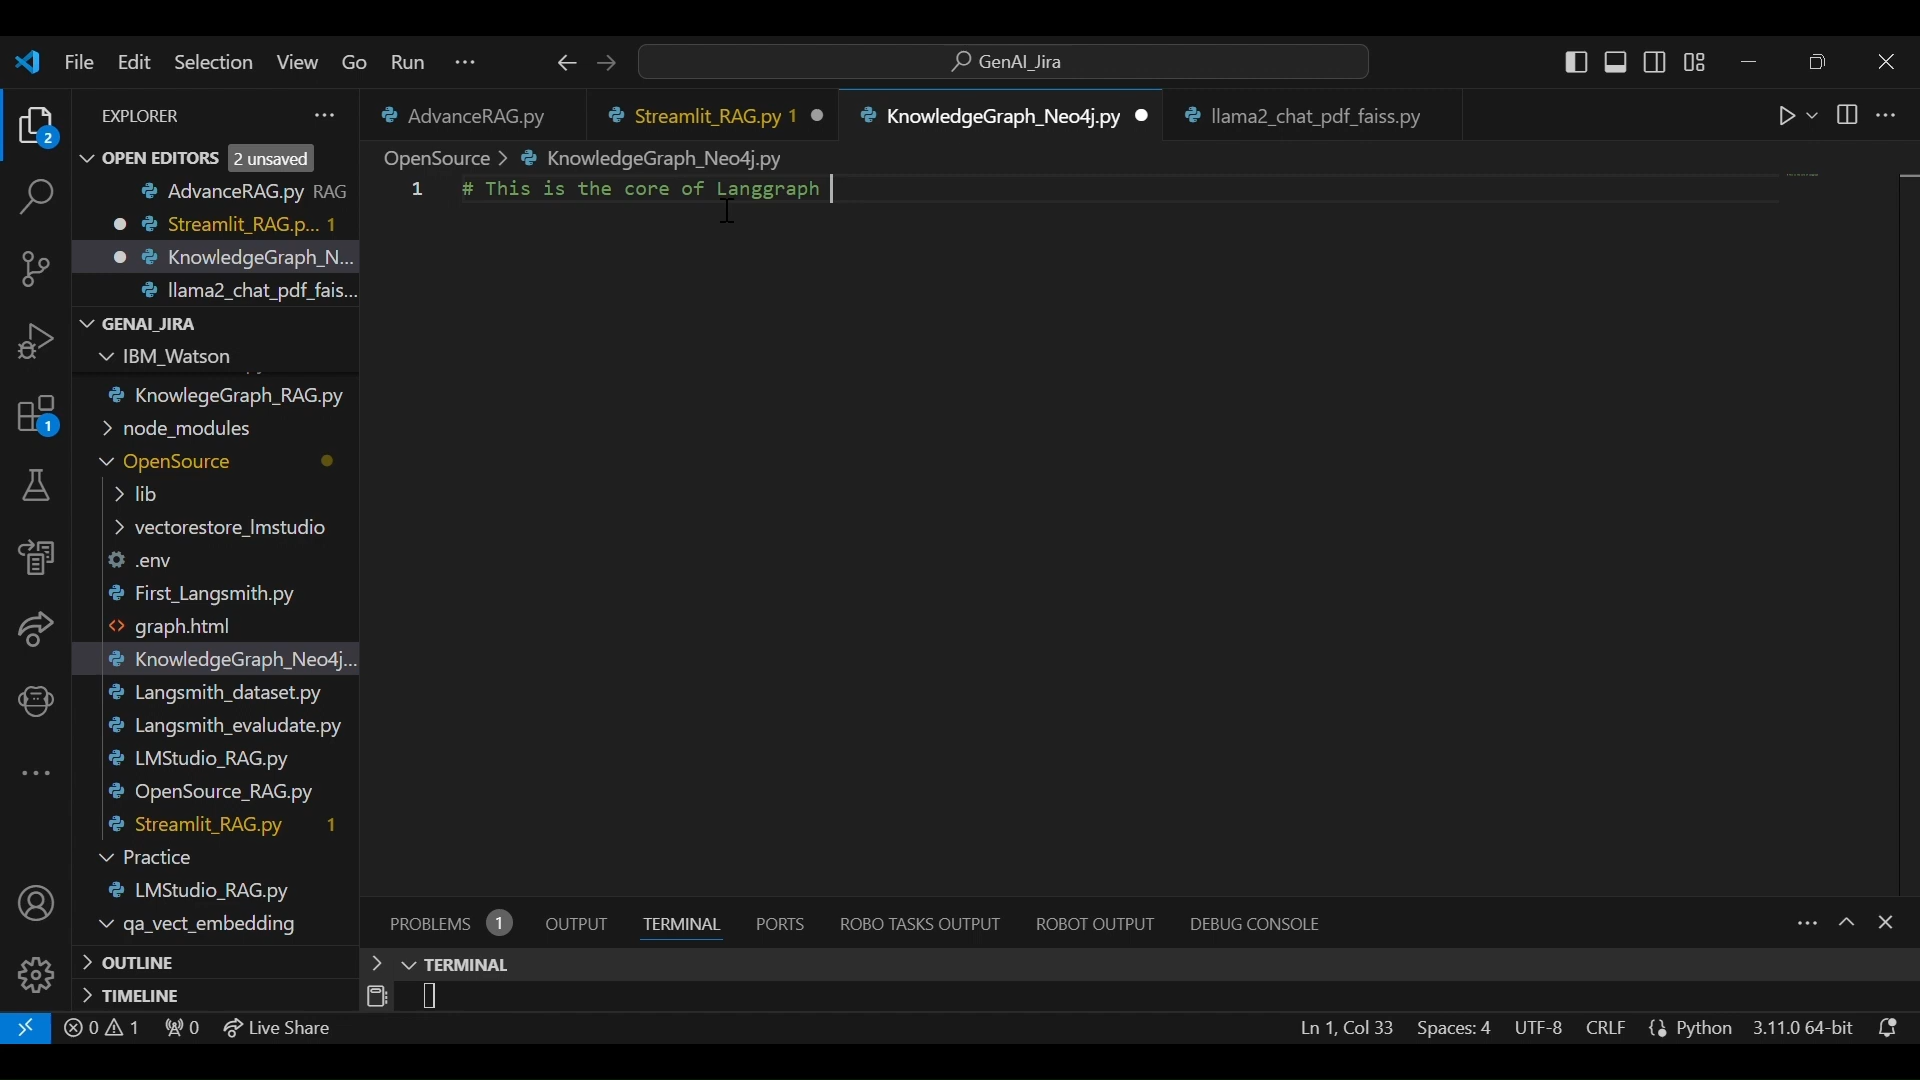 File Edit Selection View Go Run ··· GenAI_Jira
EXPLORER ···
AdvanceRAG.py Streamlit_RAG.py 1 KnowledgeGraph_Neo4j.py llama2_chat_pdf_faiss.py
OPEN EDITORS 2 unsaved
OpenSource > KnowledgeGraph_Neo4j.py
1 # This is the core of Langgraph
AdvanceRAG.py RAG
Streamlit_RAG.p... 1
KnowledgeGraph_N...
llama2_chat_pdf_fais...
GENAI_JIRA
IBM_Watson
KnowlegeGraph_RAG.py
node_modules
OpenSource
lib
vectorestore_lmstudio
.env
First_Langsmith.py
graph.html
KnowledgeGraph_Neo4j...
Langsmith_dataset.py
Langsmith_evaludate.py
LMStudio_RAG.py
OpenSource_RAG.py
Streamlit_RAG.py 1
Practice
LMStudio_RAG.py
qa_vect_embedding
OUTLINE
TIMELINE
2
1
PROBLEMS 1 OUTPUT TERMINAL PORTS ROBO TASKS OUTPUT ROBOT OUTPUT DEBUG CONSOLE
TERMINAL
0 1 0 Live Share Ln 1, Col 33 Spaces: 4 UTF-8 CRLF Python 3.11.0 64-bit